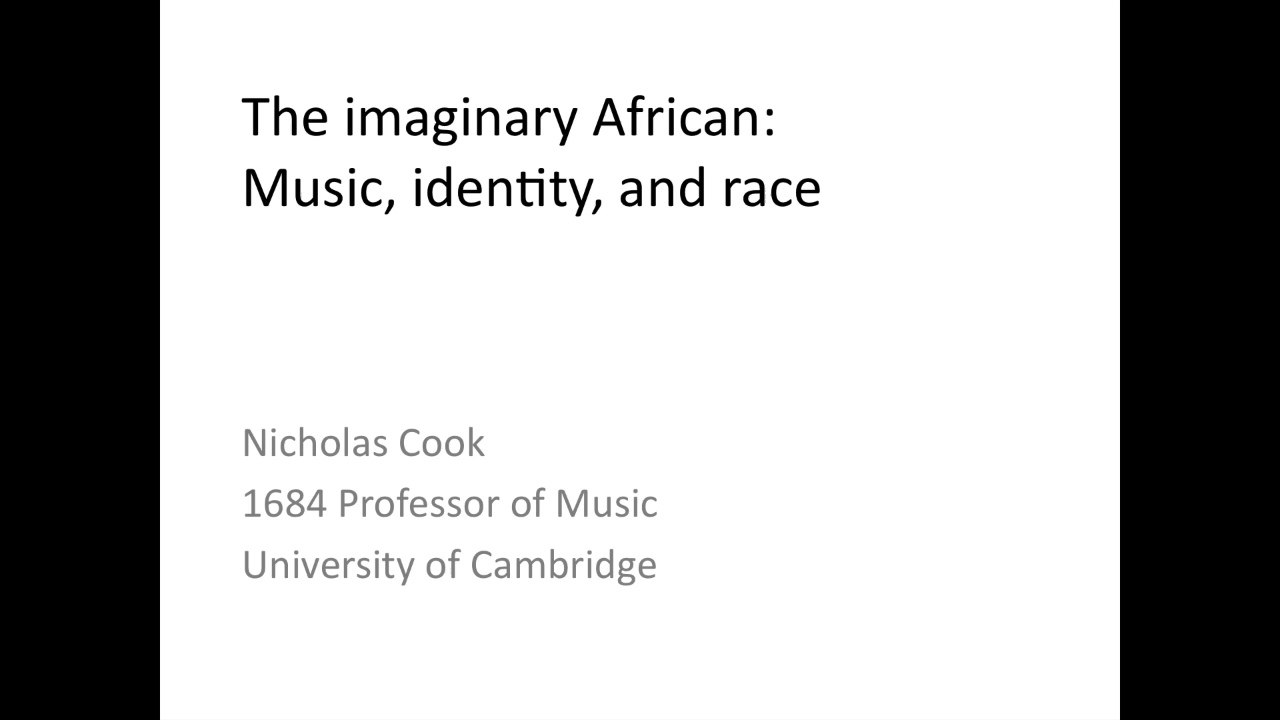 The imaginary African:
Music, identity, and race
Nicholas Cook
1684 Professor of Music
University of Cambridge